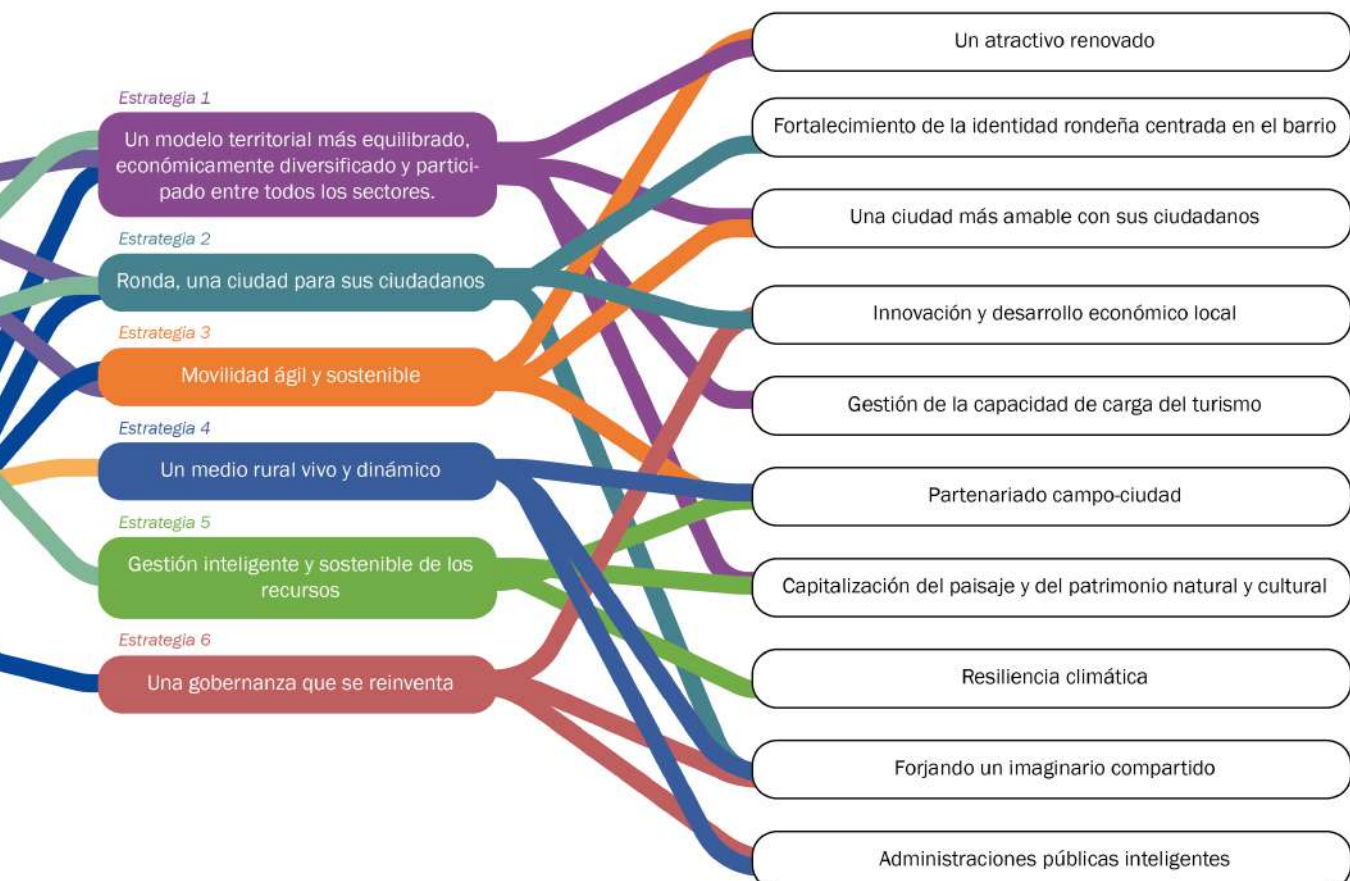 Estrategia 1
Un modelo territorial más equilibrado,
económicamente diversificado y partici-
pado entre todos los sectores.
Estrategia 2
Ronda, una ciudad para sus ciudadanos
Estrategia 3
Movilidad ágil y sostenible
Estrategia 4
Un medio rural vivo y dinámico
Estrategia 5
Gestión inteligente y sostenible de los
recursos
Estrategia 6
Una gobernanza que se reinventa
Un atractivo renovado
Fortalecimiento de la identidad rondeña centrada en el barrio
Una ciudad más amable con sus ciudadanos
Innovación y desarrollo económico local
Gestión de la capacidad de carga del turismo
Partenariado campo-ciudad
Capitalización del paisaje y del patrimonio natural y cultural
Resiliencia climática
Forjando un imaginario compartido
Administraciones públicas inteligentes